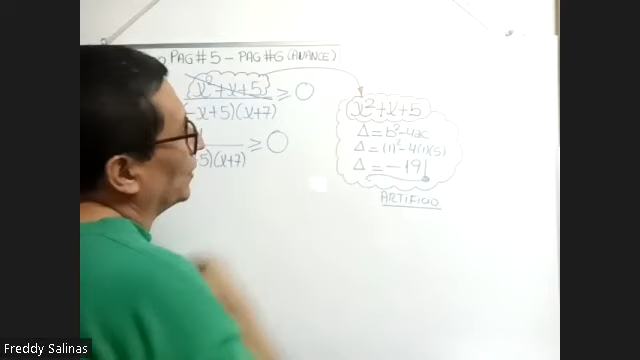 PAG#5 - PAG#6 (AVANCE)
x²+x+5 ≥ 0
(-x+5)(x+7)
≥ 0
5)(x+7)
x²+x+5
Δ = b²-4ac
Δ = (1)²-4(1)(5)
Δ = -19
ARTIFICIO
Freddy Salinas